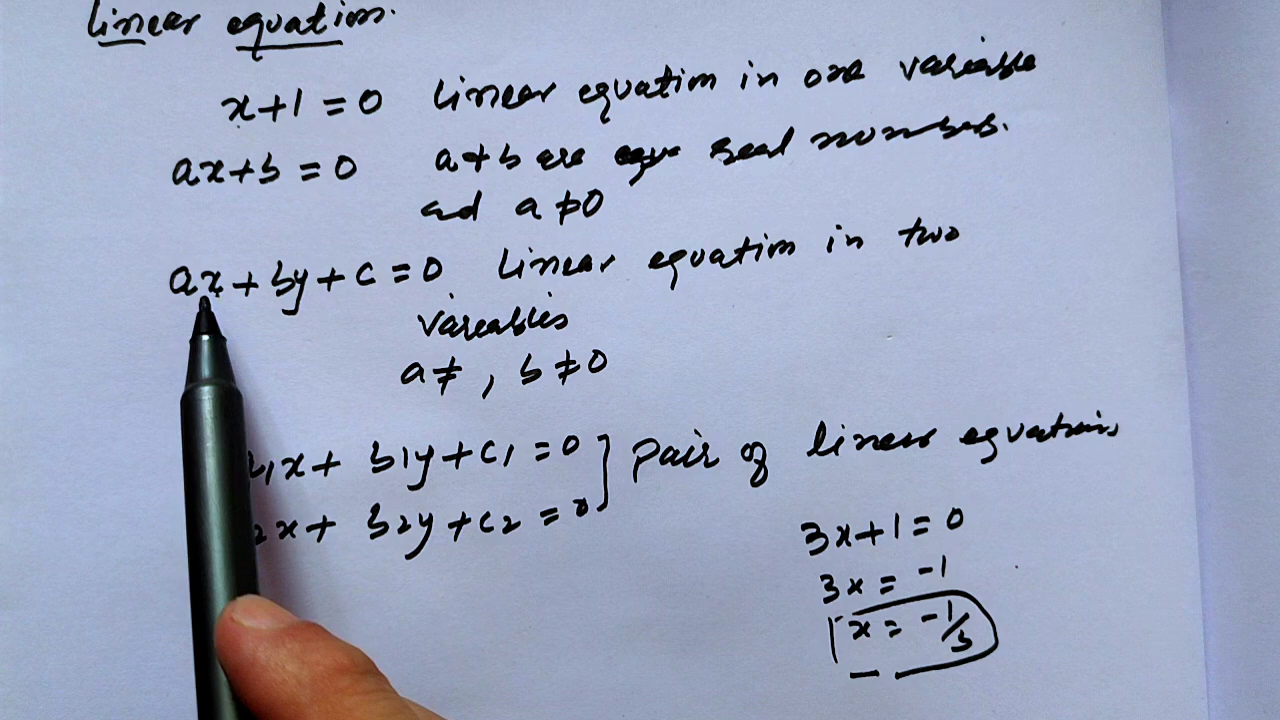 linear equation.
x+1=0 linear equation in one variable
ax+b=0 a & b are real numbers.
and a≠0
ax+by+c=0 linear equation in two
variables
a≠ , b≠0
1x+b1y+c1=0 ] pair of linear equations
2x+b2y+c2=0
3x+1=0
3x=-1
x=-1/3